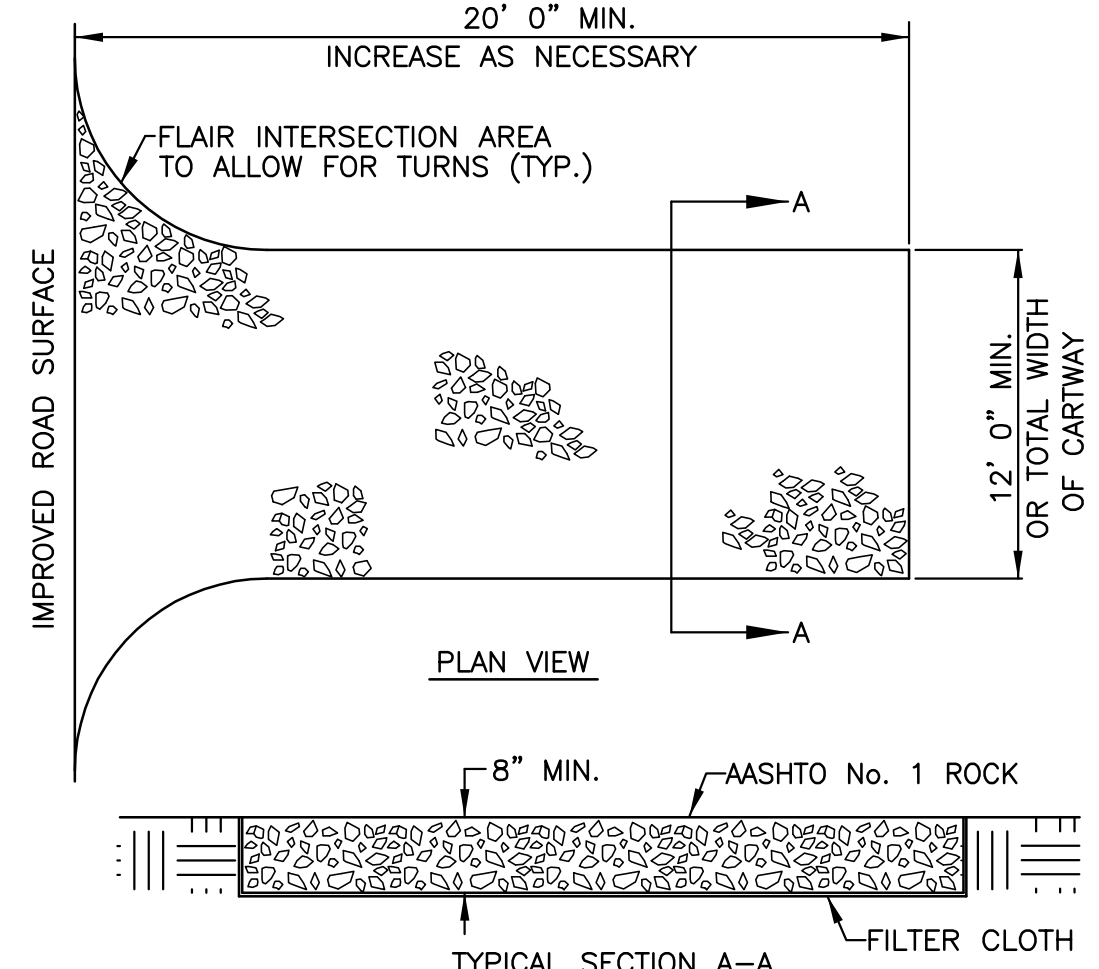 20' 0" MIN.
INCREASE AS NECESSARY
FLAIR INTERSECTION AREA
TO ALLOW FOR TURNS (TYP.)
A
IMPROVED ROAD SURFACE
12' 0" MIN.
OR TOTAL WIDTH
OF CARTWAY
A
PLAN VIEW
8" MIN.
AASHTO No. 1 ROCK
FILTER CLOTH
TYPICAL SECTION A-A